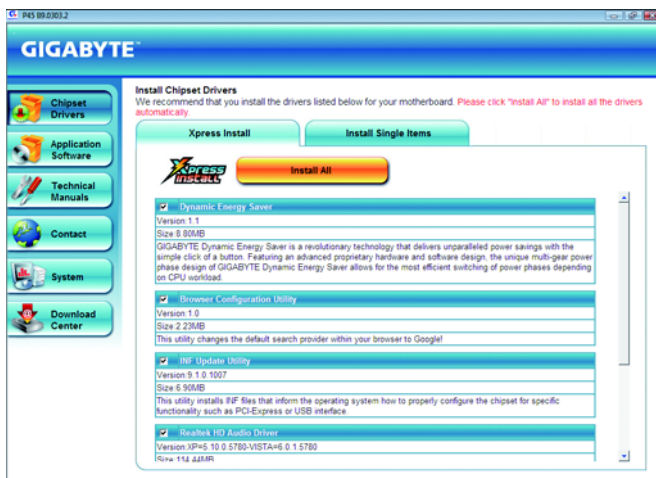 P45 B9.0303.2
GIGABYTE™
Chipset
Drivers
Application
Software
Technical
Manuals
Contact
System
Download
Center
Install Chipset Drivers
We recommend that you install the drivers listed below for your motherboard. Please click "Install All" to install all the drivers
automatically.
Xpress Install
Install Single Items
Xpress
INSTALL
Install All
Dynamic Energy Saver
Version:1.1
Size:8.80MB
GIGABYTE Dynamic Energy Saver is a revolutionary technology that delivers unparalleled power savings with the
simple click of a button. Featuring an advanced proprietary hardware and software design, the unique multi-gear power
phase design of GIGABYTE Dynamic Energy Saver allows for the most efficient switching of power phases depending
on CPU workload.
Browser Configuration Utility
Version:1.0
Size:2.23MB
This utility changes the default search provider within your browser to Google!
INF Update Utility
Version:9.1.0.1007
Size:6.90MB
This utility installs INF files that inform the operating system how to properly configure the chipset for specific
functionality such as PCI-Express or USB interface.
Realtek HD Audio Driver
Version:XP=5.10.0.5780-VISTA=6.0.1.5780
Size:114.44MB